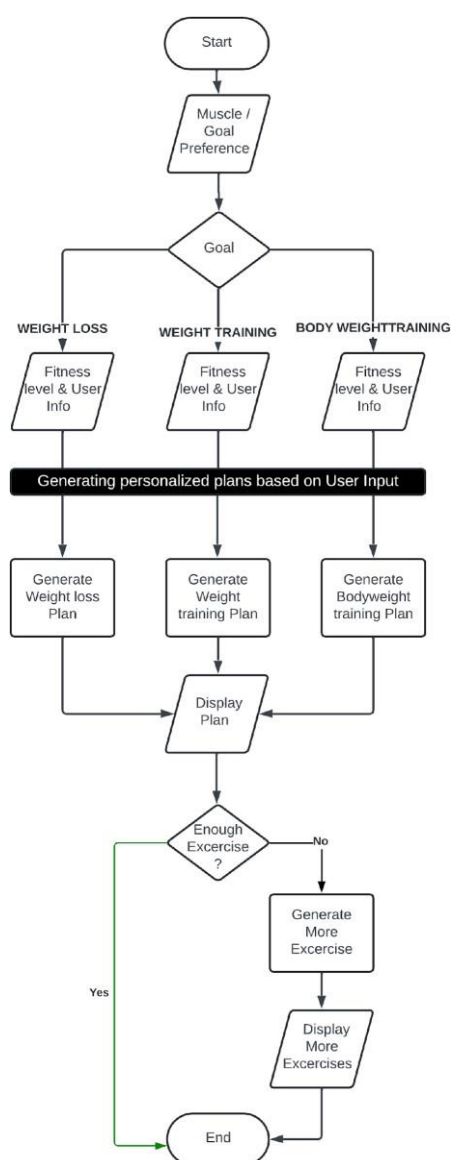 Start
Muscle /
Goal
Preference
Goal
WEIGHT LOSS
WEIGHT TRAINING
BODY WEIGHTTRAINING
Fitness
level & User
Info
Fitness
level & User
Info
Fitness
level & User
Info
Generating personalized plans based on User Input
Generate
Weight loss
Plan
Generate
Weight
training Plan
Generate
Bodyweight
training Plan
Display
Plan
Enough
Excercise
?
No
Generate
More
Excercise
Yes
Display
More
Excercises
End